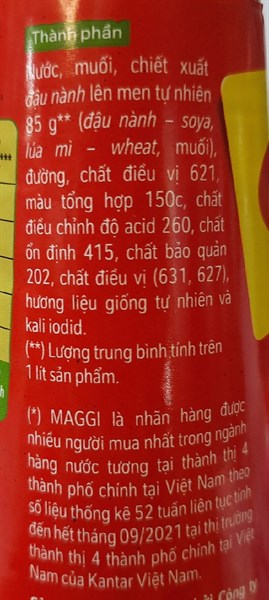 Thành phần
Nước, muối, chiết xuất
đậu nành lên men tự nhiên
85 g** (đậu nành – soya,
lúa mì – wheat, muối),
đường, chất điều vị 621,
màu tổng hợp 150c, chất
điều chỉnh độ acid 260, chất
ổn định 415, chất bảo quản
202, chất điều vị (631, 627),
hương liệu giống tự nhiên và
kali iodid.
(**) Lượng trung bình tính trên
1 lít sản phẩm.
(*) MAGGI là nhãn hàng được
nhiều người mua nhất trong ngành
hàng nước tương tại thành thị 4
thành phố chính tại Việt Nam theo
số liệu thống kê 52 tuần liên tục tính
đến hết tháng 09/2021 tại thị trường
thành thị 4 thành phố chính tại Việt
Nam của Kantar Việt Nam.